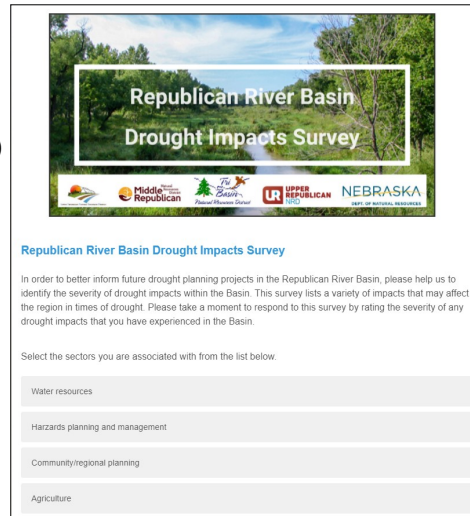 Republican River Basin
Drought Impacts Survey
Middle Republican
Tri Basin
Natural Resources District
UR UPPER REPUBLICAN NRD
NEBRASKA
DEPT. OF NATURAL RESOURCES
Republican River Basin Drought Impacts Survey
In order to better inform future drought planning projects in the Republican River Basin, please help us to
identify the severity of drought impacts within the Basin. This survey lists a variety of impacts that may affect
the region in times of drought. Please take a moment to respond to this survey by rating the severity of any
drought impacts that you have experienced in the Basin.
Select the sectors you are associated with from the list below.
Water resources
Harzards planning and management
Community/regional planning
Agriculture